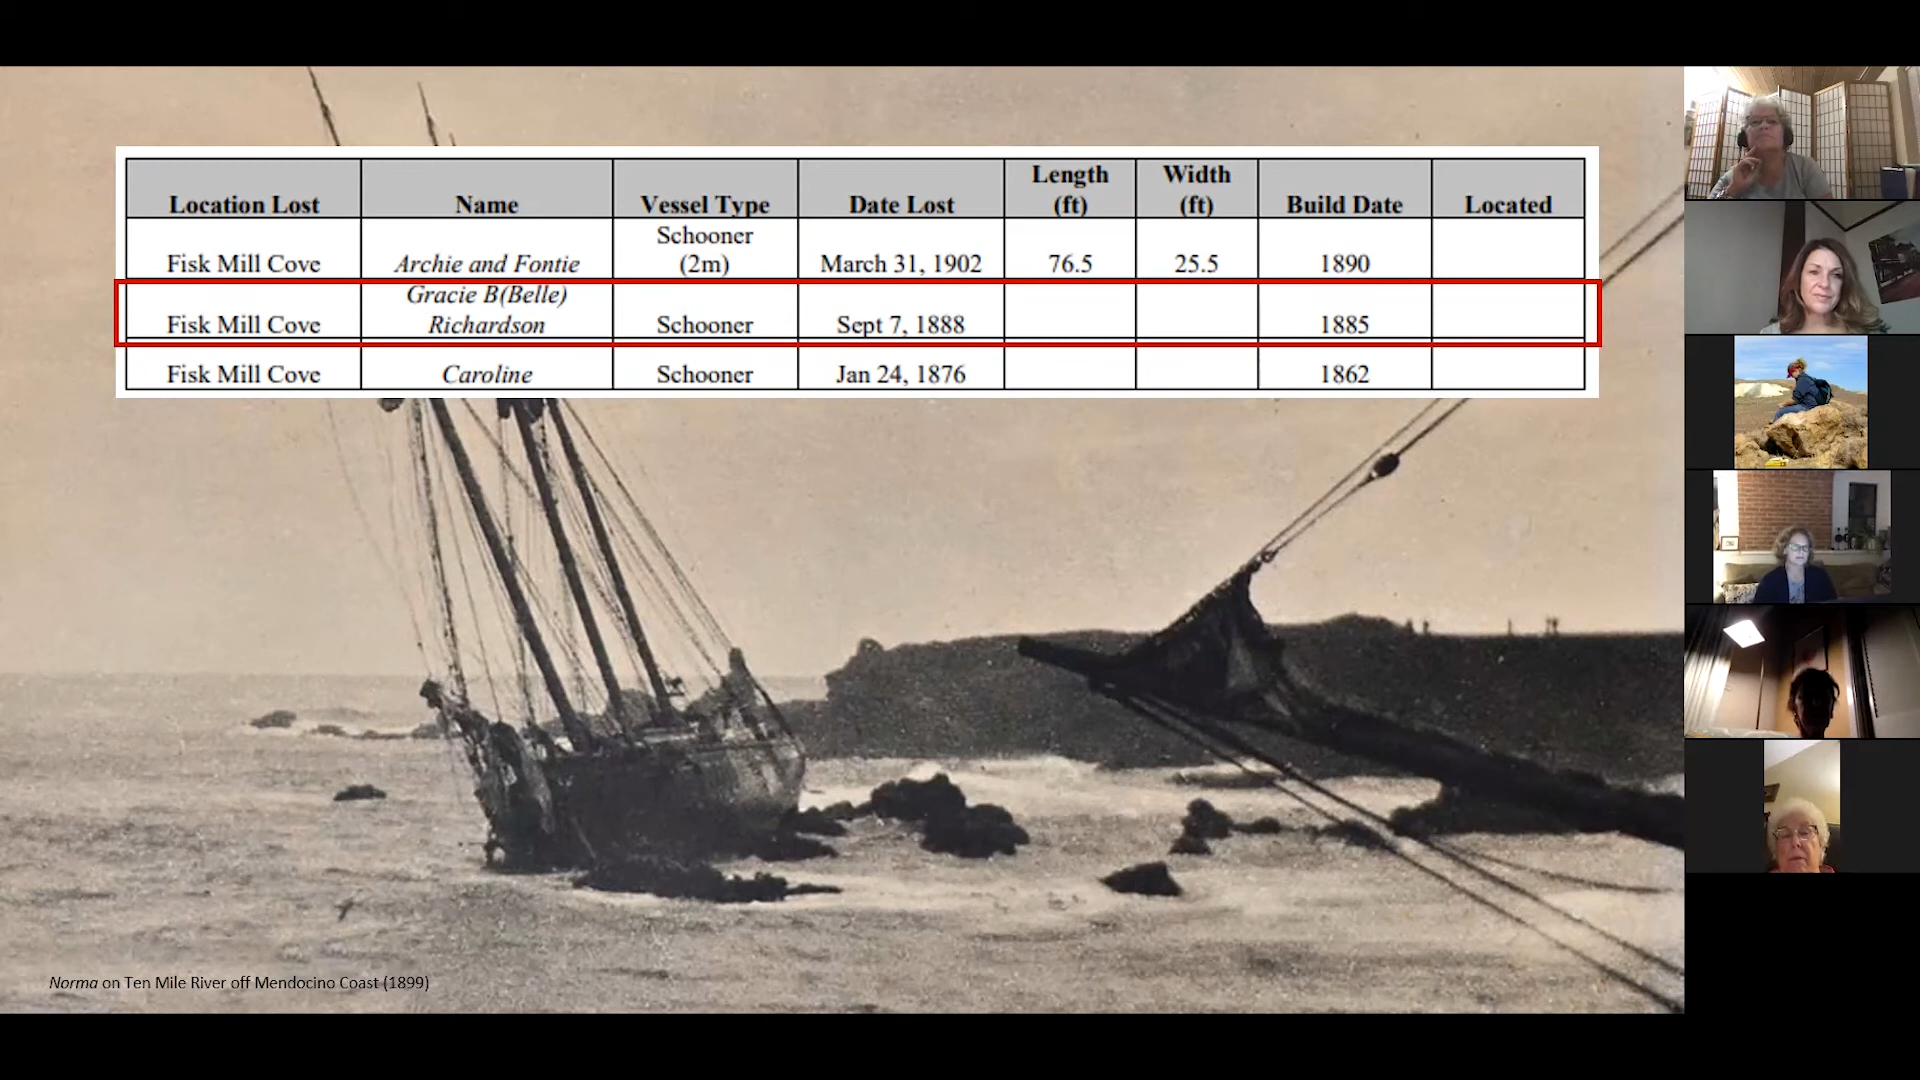 Location Lost Name Vessel Type Date Lost Length (ft) Width (ft) Build Date Located
Fisk Mill Cove Archie and Fontie Schooner (2m) March 31, 1902 76.5 25.5 1890
Fisk Mill Cove Gracie B(Belle) Richardson Schooner Sept 7, 1888 1885
Fisk Mill Cove Caroline Schooner Jan 24, 1876 1862
Norma on Ten Mile River off Mendocino Coast (1899)